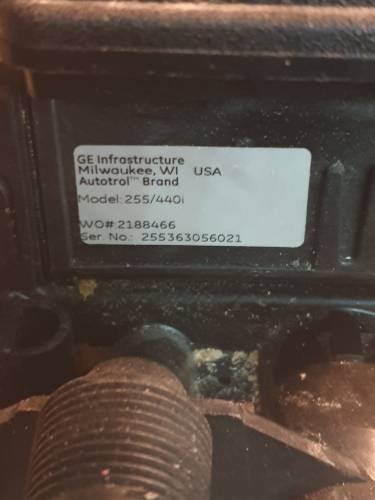 GE Infrastructure
Milwaukee, WI USA
Autotrol™ Brand
Model: 255/440i
WO# 2188466
Ser. No.: 255363056021